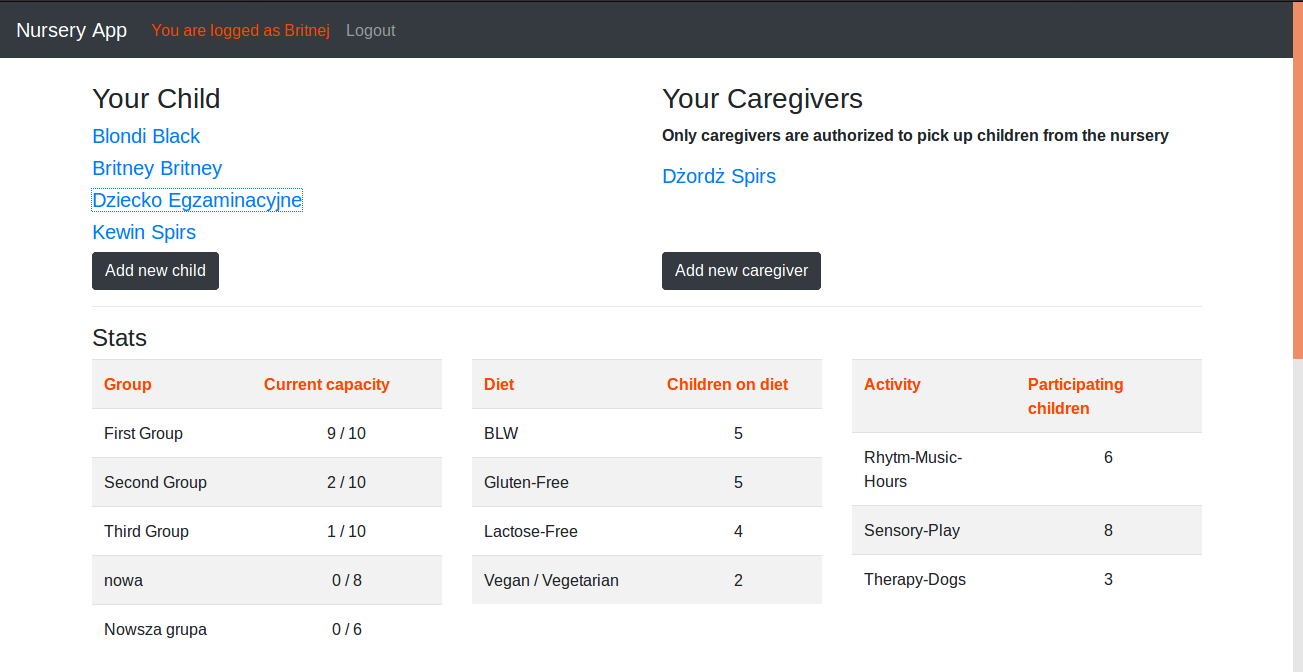 Nursery App You are logged as Britnej Logout
Your Child
Blondi Black
Britney Britney
Dziecko Egzaminacyjne
Kewin Spirs
Add new child
Your Caregivers
Only caregivers are authorized to pick up children from the nursery
Dżordż Spirs
Add new caregiver
Stats
Group Current capacity
First Group 9 / 10
Second Group 2 / 10
Third Group 1 / 10
nowa 0 / 8
Nowsza grupa 0 / 6
Diet Children on diet
BLW 5
Gluten-Free 5
Lactose-Free 4
Vegan / Vegetarian 2
Activity Participating
children
Rhytm-Music- 6
Hours
Sensory-Play 8
Therapy-Dogs 3